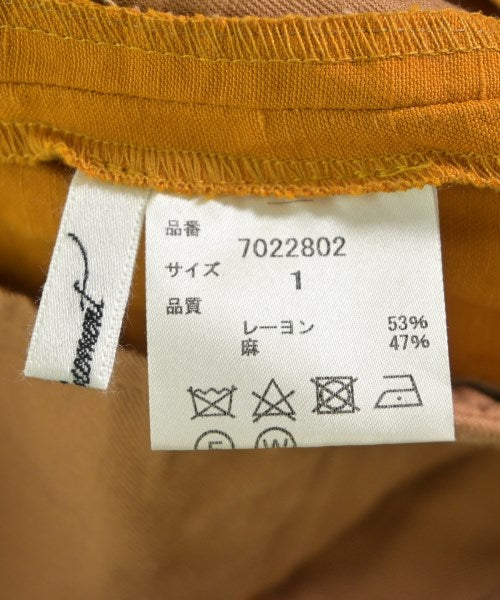 品番 7022802
サイズ 1
品質
レーヨン 53%
麻 47%
W